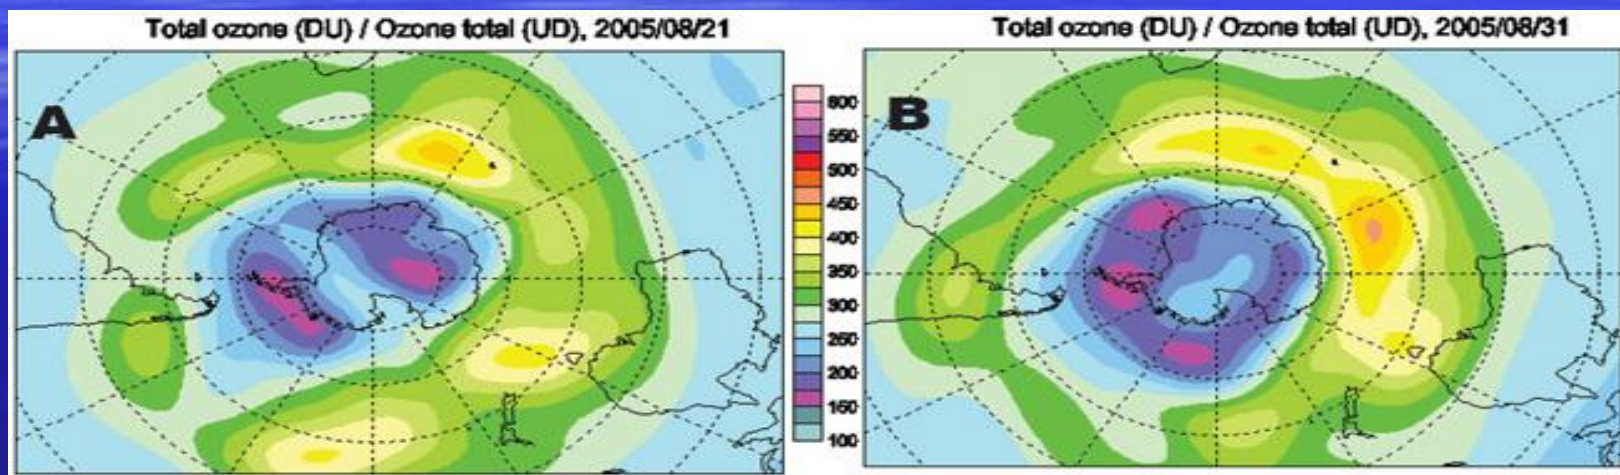 Total ozone (DU) / Ozone total (UD), 2005/08/21
Total ozone (DU) / Ozone total (UD), 2005/08/31
A
B
600
550
500
450
400
350
300
250
200
150
100